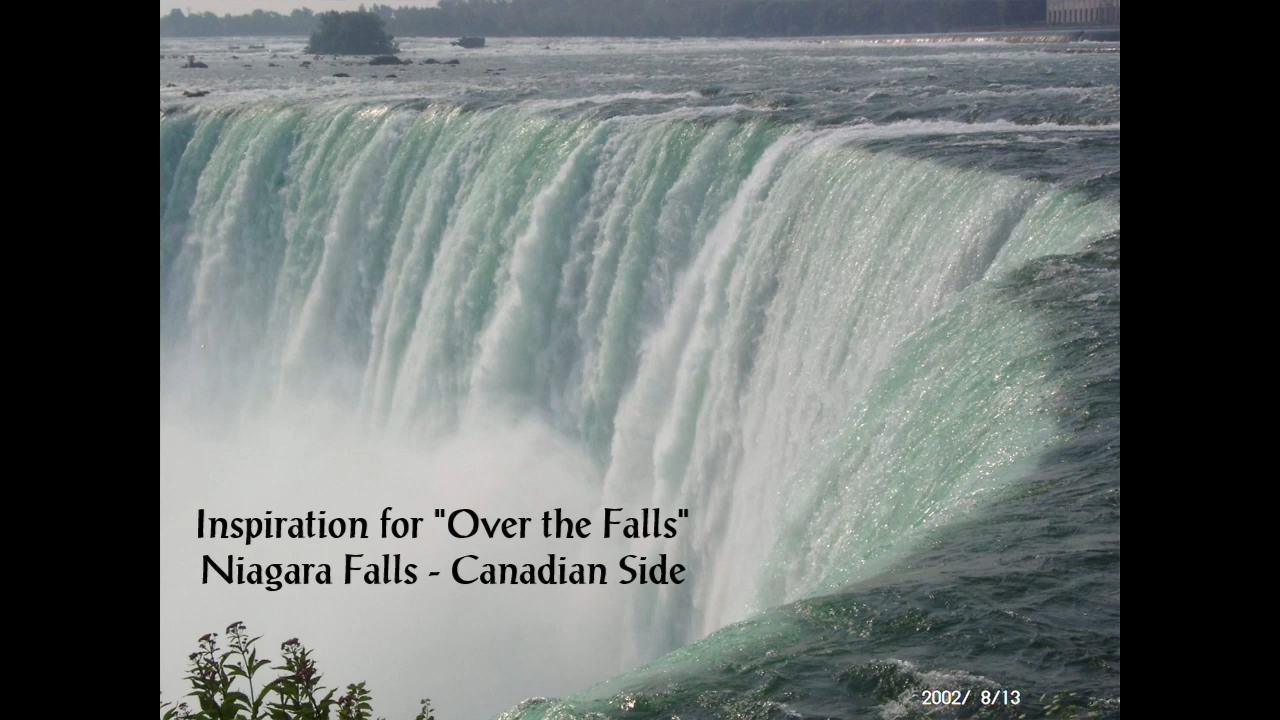 Inspiration for "Over the Falls"
Niagara Falls - Canadian Side
2002/ 8/13